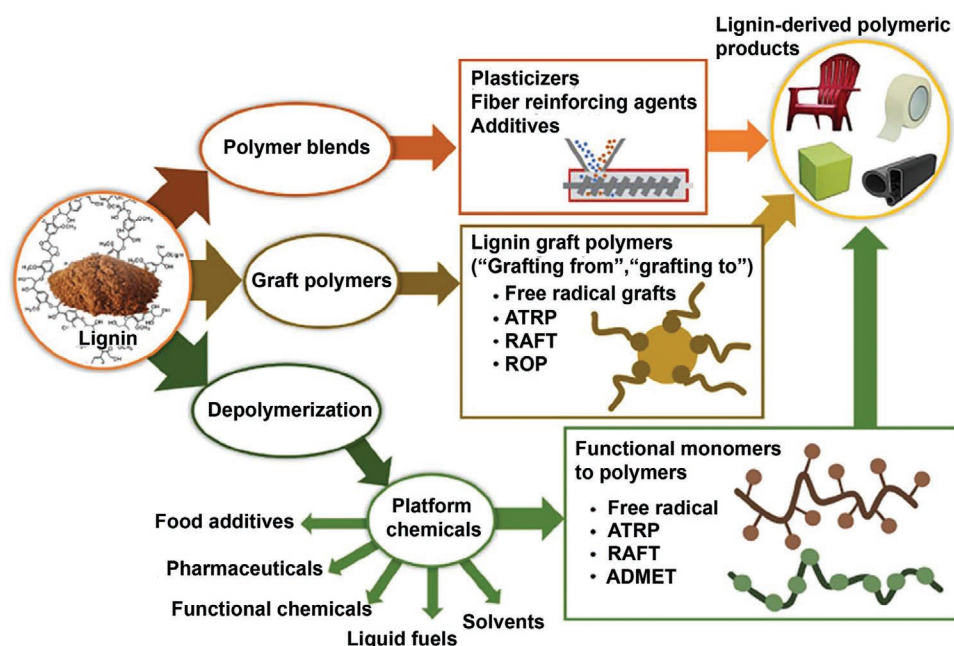 Lignin-derived polymeric
products
Plasticizers
Fiber reinforcing agents
Additives
Polymer blends
Lignin graft polymers
(“Grafting from”,“grafting to”)
• Free radical grafts
• ATRP
• RAFT
• ROP
Graft polymers
Lignin
Depolymerization
Functional monomers
to polymers
• Free radical
• ATRP
• RAFT
• ADMET
Platform
chemicals
Food additives
Pharmaceuticals
Functional chemicals
Liquid fuels
Solvents